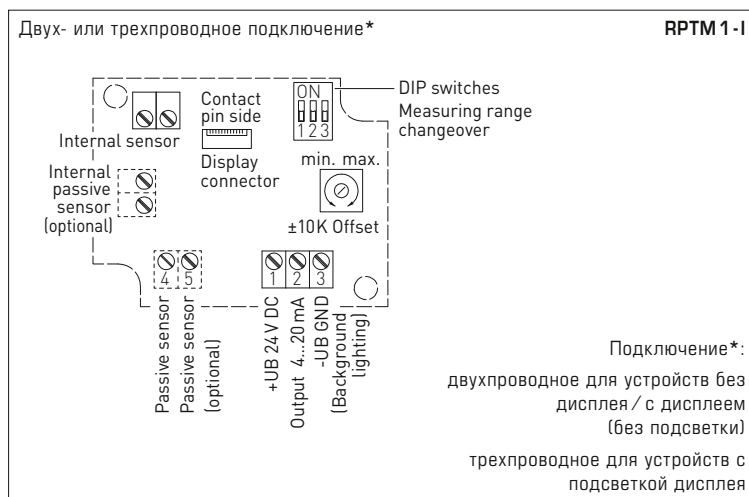 Двух- или трехпроводное подключение*
RPTM 1 - I
ON
1 2 3
DIP switches
Measuring range
changeover
Contact
pin side
Internal sensor
Display
connector
Internal
passive
sensor
(optional)
min. max.
±10K Offset
4 5
1 2 3
Passive sensor
Passive sensor
(optional)
+UB 24 V DC
Output 4...20 mA
-UB GND
(Background
lighting)
Подключение*:
двухпроводное для устройств без
дисплея / с дисплеем
(без подсветки)
трехпроводное для устройств с
подсветкой дисплея